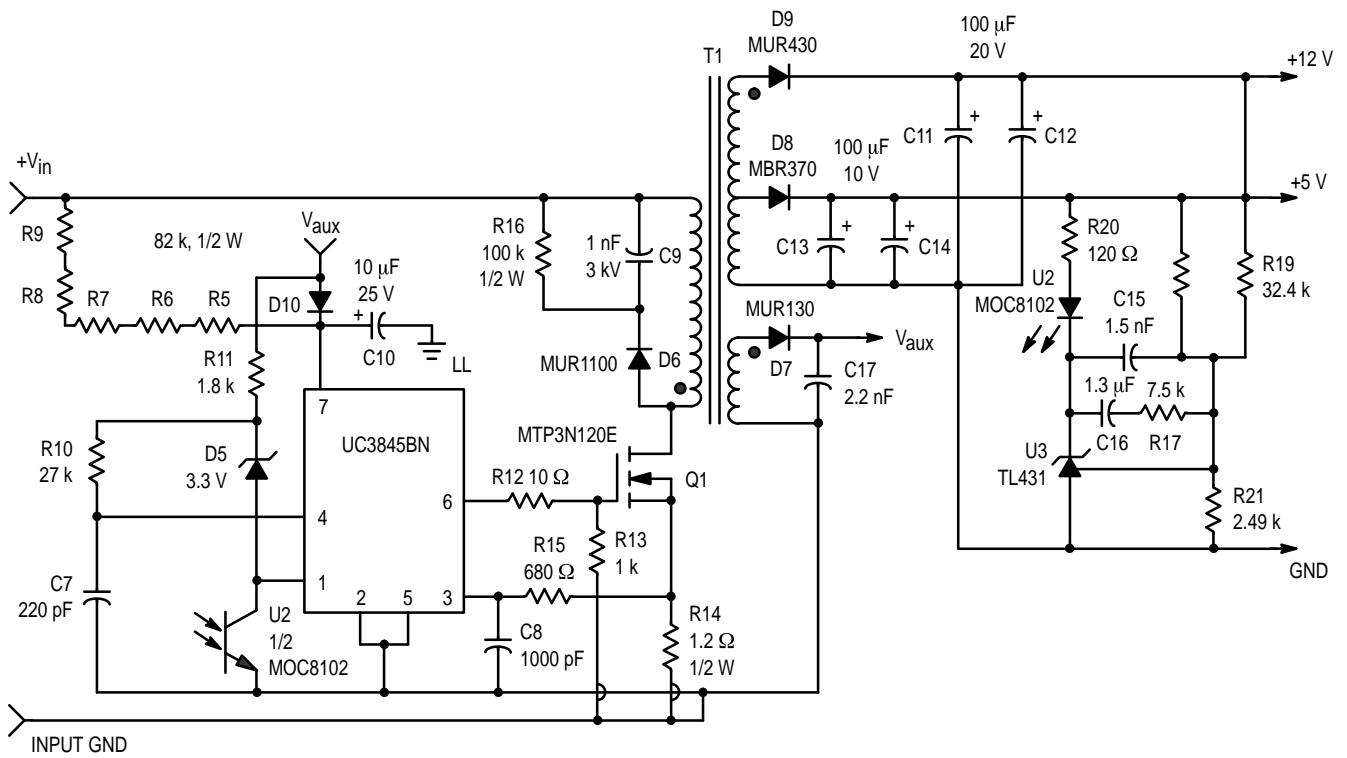 D9
MUR430
100 μF
20 V
T1
+12 V
C11
+
+
C12
D8
MBR370
100 μF
10 V
+5 V
C13
+
+
C14
+Vin
R9
R8
82 k, 1/2 W
R7
R6
R5
Vaux
D10
10 μF
25 V
+
C10
LL
R16
100 k
1/2 W
1 nF
3 kV
C9
MUR1100
D6
MUR130
D7
Vaux
C17
2.2 nF
R20
120 Ω
U2
MOC8102
C15
1.5 nF
R19
32.4 k
1.3 μF
C16
7.5 k
R17
U3
TL431
R21
2.49 k
GND
R11
1.8 k
R10
27 k
D5
3.3 V
7
UC3845BN
6
4
1
2
5
3
MTP3N120E
Q1
R12 10 Ω
R13
1 k
R15
680 Ω
C7
220 pF
U2
1/2
MOC8102
C8
1000 pF
R14
1.2 Ω
1/2 W
INPUT GND